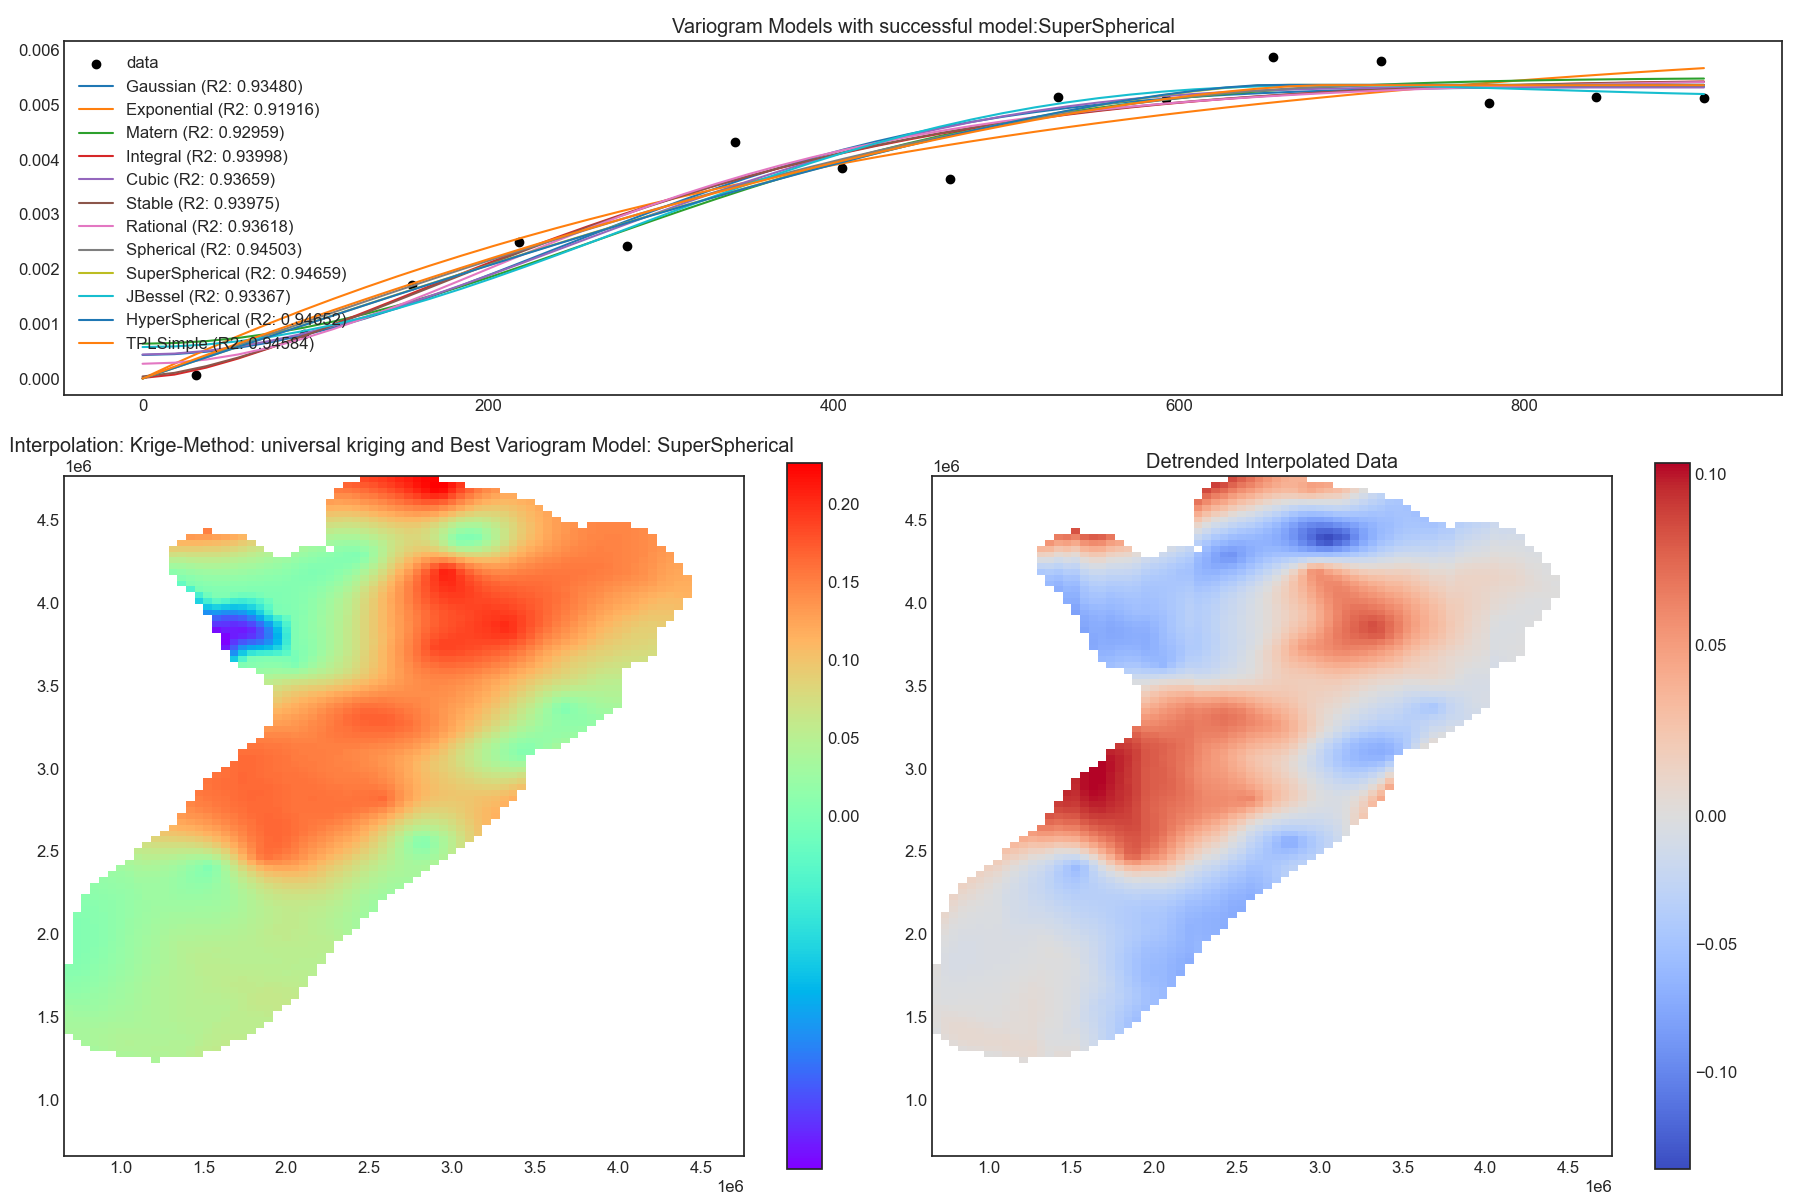 Variogram Models with successful model:SuperSpherical
0.006
0.005
0.004
0.003
0.002
0.001
0.000
data
Gaussian (R2: 0.93480)
Exponential (R2: 0.91916)
Matern (R2: 0.92959)
Integral (R2: 0.93998)
Cubic (R2: 0.93659)
Stable (R2: 0.93975)
Rational (R2: 0.93618)
Spherical (R2: 0.94503)
SuperSpherical (R2: 0.94659)
JBessel (R2: 0.93367)
HyperSpherical (R2: 0.94652)
TPLSimple (R2: 0.94584)
0 200 400 600 800
Interpolation: Krige-Method: universal kriging and Best Variogram Model: SuperSpherical
1e6
4.5
4.0
3.5
3.0
2.5
2.0
1.5
1.0
1.0 1.5 2.0 2.5 3.0 3.5 4.0 4.5
1e6
0.20
0.15
0.10
0.05
0.00
Detrended Interpolated Data
1e6
4.5
4.0
3.5
3.0
2.5
2.0
1.5
1.0
1.0 1.5 2.0 2.5 3.0 3.5 4.0 4.5
1e6
0.10
0.05
0.00
−0.05
−0.10